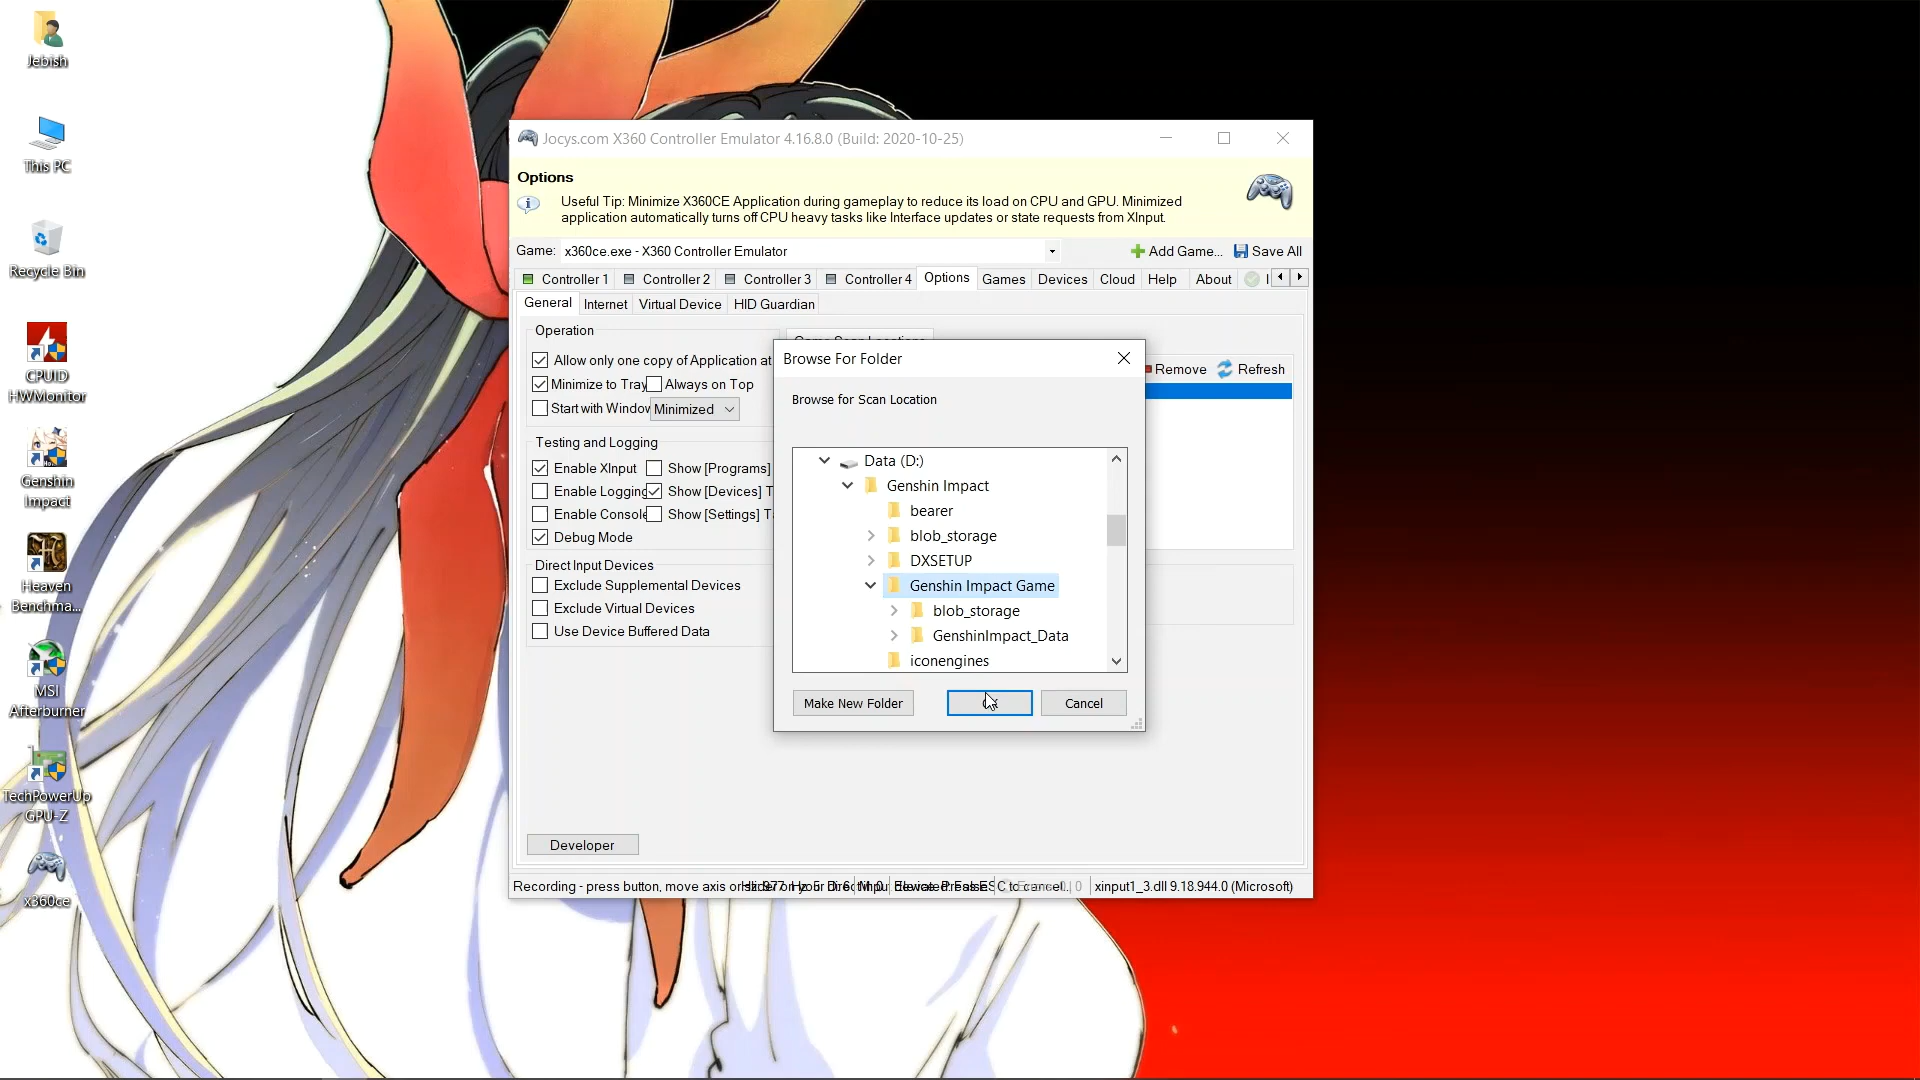 Jebish
This PC
Recycle Bin
CPUID
HWMonitor
Genshin
Impact
Heaven
Benchma...
MSI
Afterburner
TechPowerUp
GPU-Z
x360ce
Jocys.com X360 Controller Emulator 4.16.8.0 (Build: 2020-10-25)
Options
Useful Tip: Minimize X360CE Application during gameplay to reduce its load on CPU and GPU. Minimized
application automatically turns off CPU heavy tasks like Interface updates or state requests from XInput.
Game: x360ce.exe - X360 Controller Emulator Add Game... Save All
Controller 1 Controller 2 Controller 3 Controller 4 Options Games Devices Cloud Help About
General Internet Virtual Device HID Guardian
Operation
Game Scan Locations
Allow only one copy of Application at
Minimize to Tray Always on Top
Start with Window Minimized
Remove Refresh
Testing and Logging
Enable XInput Show [Programs]
Enable Logging Show [Devices] T
Enable Console Show [Settings] T
Debug Mode
Direct Input Devices
Exclude Supplemental Devices
Exclude Virtual Devices
Use Device Buffered Data
Browse For Folder
Browse for Scan Location
Data (D:)
Genshin Impact
bearer
blob_storage
DXSETUP
Genshin Impact Game
blob_storage
GenshinImpact_Data
iconengines
Make New Folder Cancel
Developer
Recording - press button, move axis or xinput1_3.dll 9.18.944.0 (Microsoft)